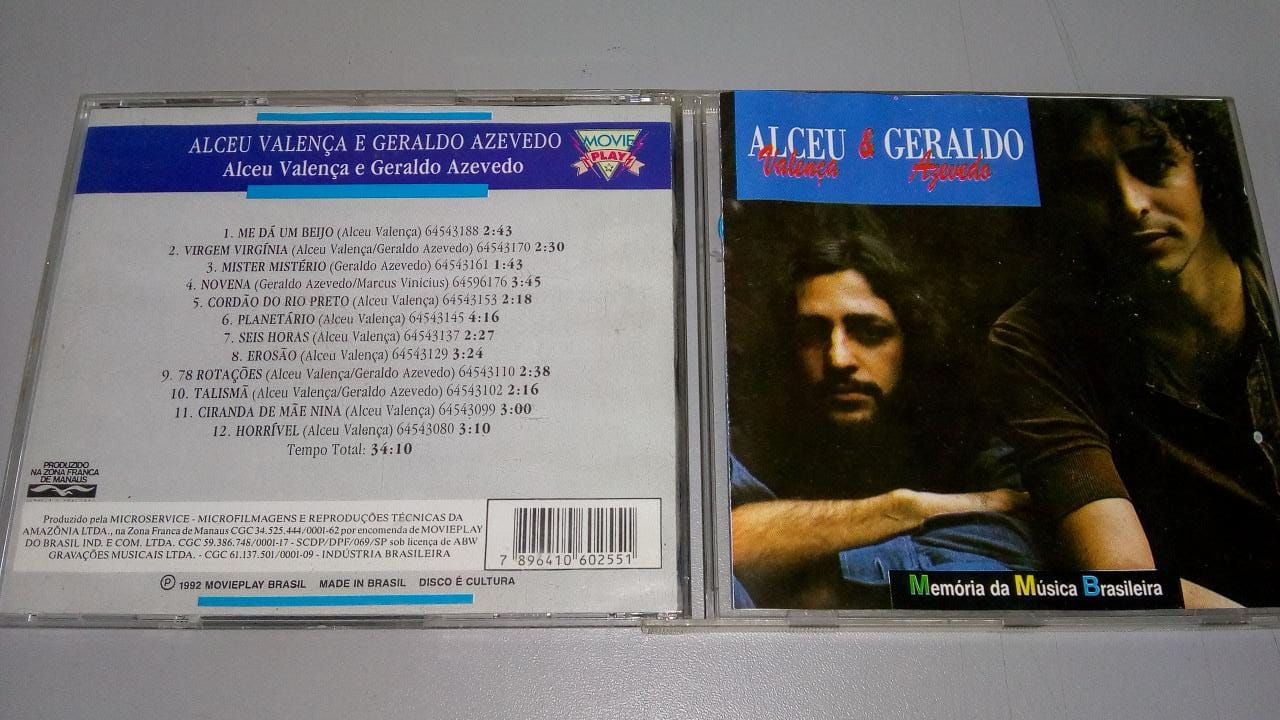 ALCEU VALENÇA E GERALDO AZEVEDO
Alceu Valença e Geraldo Azevedo
MOVIE
PLAY
1. ME DÃ UM BEIJO (Alceu Valença) 64543188 2:43
2. VIRGEM VIRGÍNIA (Alceu Valença/Geraldo Azevedo) 64543170 2:30
3. MISTER MISTÉRIO (Geraldo Azevedo) 64543161 1:43
4. NOVENA (Geraldo Azevedo/Marcus Vinicius) 64596176 3:45
5. CORDÃO DO RIO PRETO (Alceu Valença) 64543153 2:18
6. PLANETÁRIO (Alceu Valença) 64543145 4:16
7. SEIS HORAS (Alceu Valença) 64543137 2:27
8. EROSÃO (Alceu Valença) 64543129 3:24
9. 78 ROTAÇÕES (Alceu Valença/Geraldo Azevedo) 64543110 2:38
10. TALISMÃ (Alceu Valença/Geraldo Azevedo) 64543102 2:16
11. CIRANDA DE MÃE NINA (Alceu Valença) 64543099 3:00
12. HORRÍVEL (Alceu Valença) 64543080 3:10
Tempo Total: 34:10
PRODUZIDO
NA ZONA FRANCA
DE MANAUS
Produzido pela MICROSERVICE - MICROFILMAGENS E REPRODUÇÕES TÉCNICAS DA
AMAZÔNIA LTDA., na Zona Franca de Manaus CGC 34.525.444/0001-62 por encomenda de MOVIEPLAY
DO BRASIL IND. E COM. LTDA. CGC 59.386.748/0001-17 - SCDP/DPF/069/SP sob licença de ABW
GRAVAÇÕES MUSICAIS LTDA. - CGC 61.137.501/0001-09 - INDÚSTRIA BRASILEIRA
7 896410 602551
Ⓟ 1992 MOVIEPLAY BRASIL MADE IN BRASIL DISCO É CULTURA
ALCEU & GERALDO
Valença Azevedo
Memória da Música Brasileira